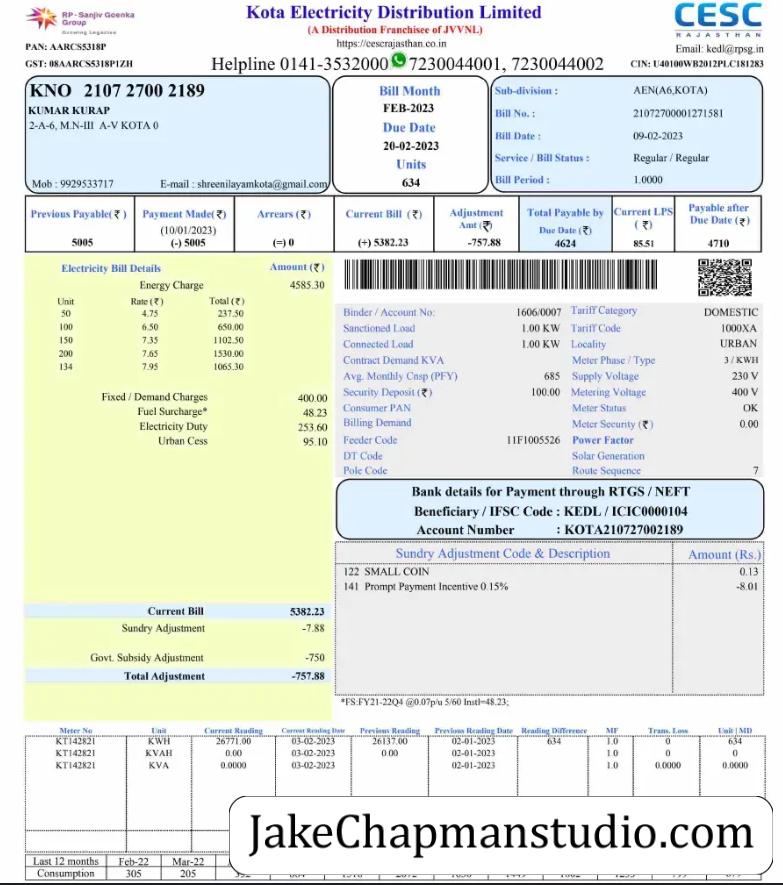 RP - Sanjiv Goenka
Group
Growing Legacies
Kota Electricity Distribution Limited
(A Distribution Franchisee of JVVNL)
https://cescrajasthan.co.in
CESC
RAJASTHAN
PAN: AARCS5318P
Email: kedl@rpsg.in
GST: 08AARCS5318P1ZH
Helpline 0141-3532000 7230044001, 7230044002
CIN: U40100WB2012PLC181283
KNO 2107 2700 2189
KUMAR KURAP
2-A-6, M.N-III A-V KOTA 0
Mob : 9929533717 E-mail : shreenilayamkota@gmail.com
Bill Month
FEB-2023
Due Date
20-02-2023
Units
634
Sub-division : AEN(A6,KOTA)
Bill No. : 21072700001271581
Bill Date : 09-02-2023
Service / Bill Status : Regular / Regular
Bill Period : 1.0000
Previous Payable(₹)
5005
Payment Made(₹)
(10/01/2023)
(-) 5005
Arrears (₹)
(=) 0
Current Bill (₹)
(+) 5382.23
Adjustment
Amt (₹)
-757.88
Total Payable by
Due Date (₹)
4624
Current LPS
(₹)
85.51
Payable after
Due Date (₹)
4710
Electricity Bill Details Amount (₹)
Energy Charge 4585.30
Unit Rate (₹) Total (₹)
50 4.75 237.50
100 6.50 650.00
150 7.35 1102.50
200 7.65 1530.00
134 7.95 1065.30
Fixed / Demand Charges 400.00
Fuel Surcharge* 48.23
Electricity Duty 253.60
Urban Cess 95.10
Current Bill 5382.23
Sundry Adjustment -7.88
Govt. Subsidy Adjustment -750
Total Adjustment -757.88
Binder / Account No: 1606/0007 Tariff Category DOMESTIC
Sanctioned Load 1.00 KW Tariff Code 1000XA
Connected Load 1.00 KW Locality URBAN
Contract Demand KVA Meter Phase / Type 3 / KWH
Avg. Monthly Cnsp (PFY) 685 Supply Voltage 230 V
Security Deposit (₹) 100.00 Metering Voltage 400 V
Consumer PAN Meter Status OK
Billing Demand Meter Security (₹) 0.00
Feeder Code 11F1005526 Power Factor
DT Code Solar Generation
Pole Code Route Sequence 7
Bank details for Payment through RTGS / NEFT
Beneficiary / IFSC Code : KEDL / ICIC0000104
Account Number : KOTA210727002189
Sundry Adjustment Code & Description Amount (Rs.)
122 SMALL COIN 0.13
141 Prompt Payment Incentive 0.15% -8.01
*FS:FY21-22Q4 @0.07p/u 5/60 Instl=48.23;
Meter No Unit Current Reading Current Reading Date Previous Reading Previous Reading Date Reading Difference MF Trans. Loss Unit | MD
KT142821 KWH 26771.00 03-02-2023 26137.00 02-01-2023 634 1.0 0 634
KT142821 KVAH 0.00 03-02-2023 0.00 02-01-2023 1.0 0 0
KT142821 KVA 0.0000 03-02-2023 02-01-2023 1.0 0.0000 0.0000
JakeChapmanstudio.com
Last 12 months Feb-22 Mar-22
Consumption 305 205